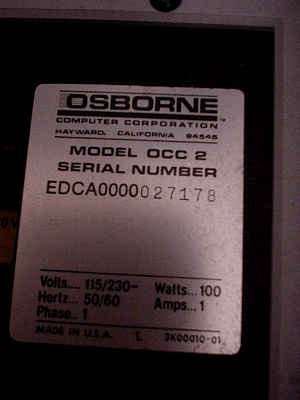 OSBORNE™
COMPUTER CORPORATION
HAYWARD, CALIFORNIA 94545
MODEL OCC 2
SERIAL NUMBER
EDCA0000027178
Volts.... 115/230~ Watts... 100
Hertz... 50/60 Amps... 1
Phase.. 1
MADE IN U.S.A. 3K00010-01